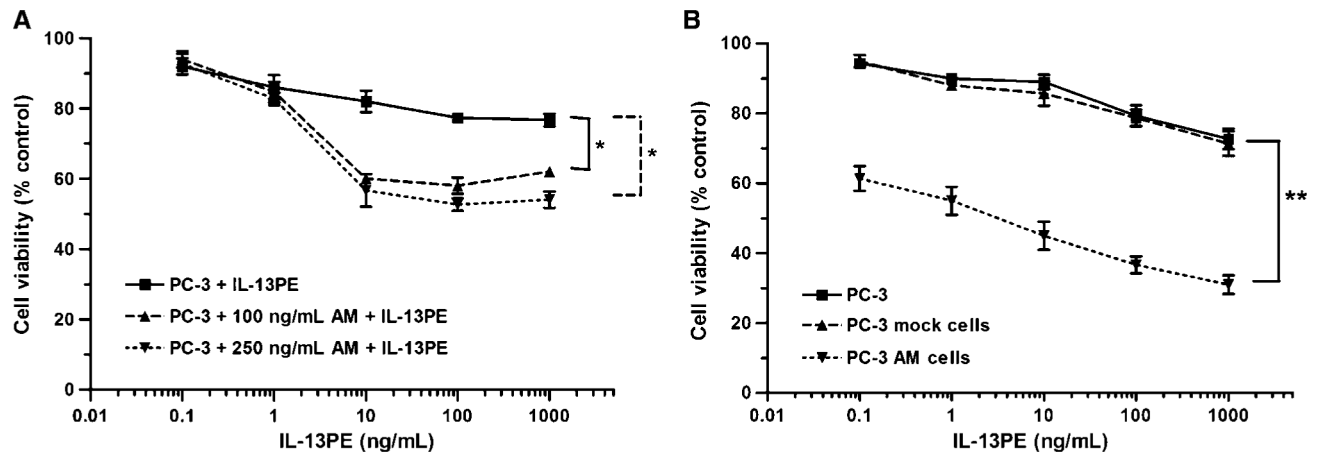 A
Cell viability (% control)
100
80
60
40
20
0
0.01 0.1 1 10 100 1000
IL-13PE (ng/mL)
PC-3 + IL-13PE
PC-3 + 100 ng/mL AM + IL-13PE
PC-3 + 250 ng/mL AM + IL-13PE
*
*
B
Cell viability (% control)
100
80
60
40
20
0
0.01 0.1 1 10 100 1000
IL-13PE (ng/mL)
PC-3
PC-3 mock cells
PC-3 AM cells
**